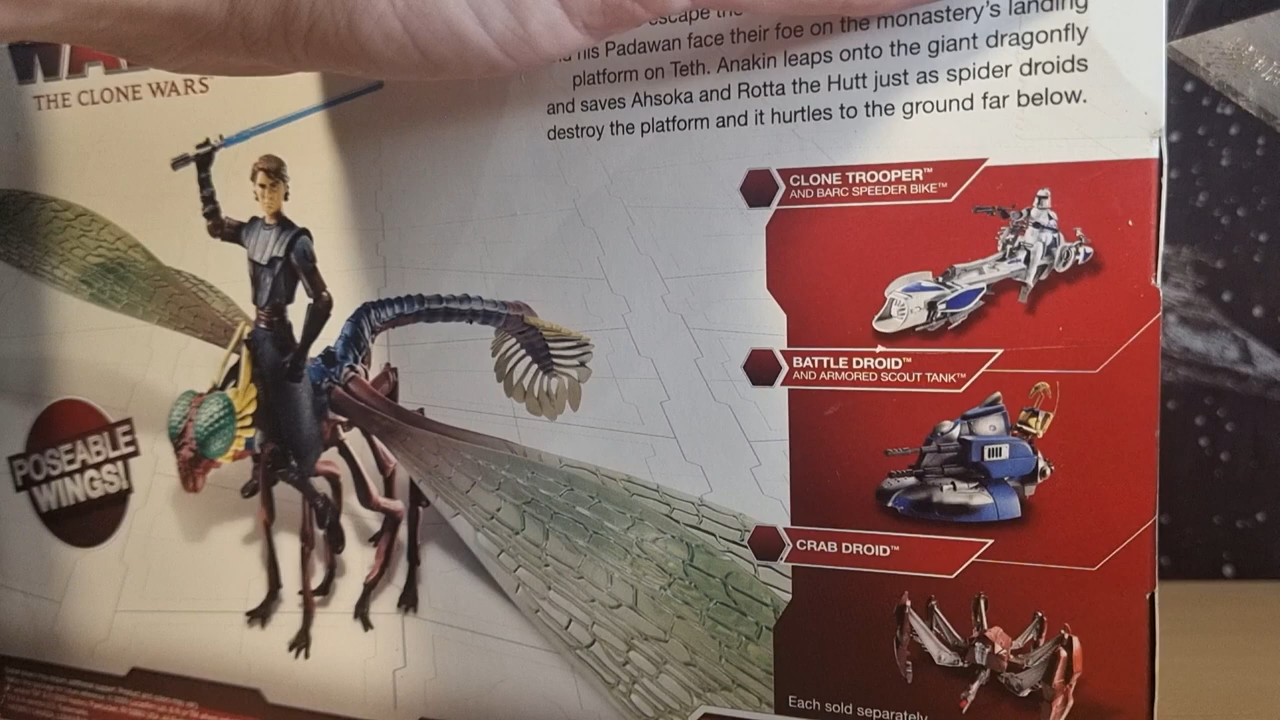 THE CLONE WARS™
escape the
his Padawan face their foe on the monastery's landing
platform on Teth. Anakin leaps onto the giant dragonfly
and saves Ahsoka and Rotta the Hutt just as spider droids
destroy the platform and it hurtles to the ground far below.
CLONE TROOPER™
AND BARC SPEEDER BIKE™
BATTLE DROID™
AND ARMORED SCOUT TANK™
POSEABLE
WINGS!
CRAB DROID™
Each sold separately